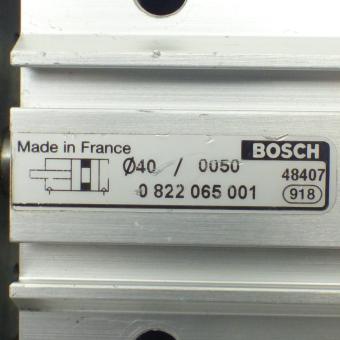 Made in France
Ø40 / 0050
BOSCH
0 822 065 001
48407
918